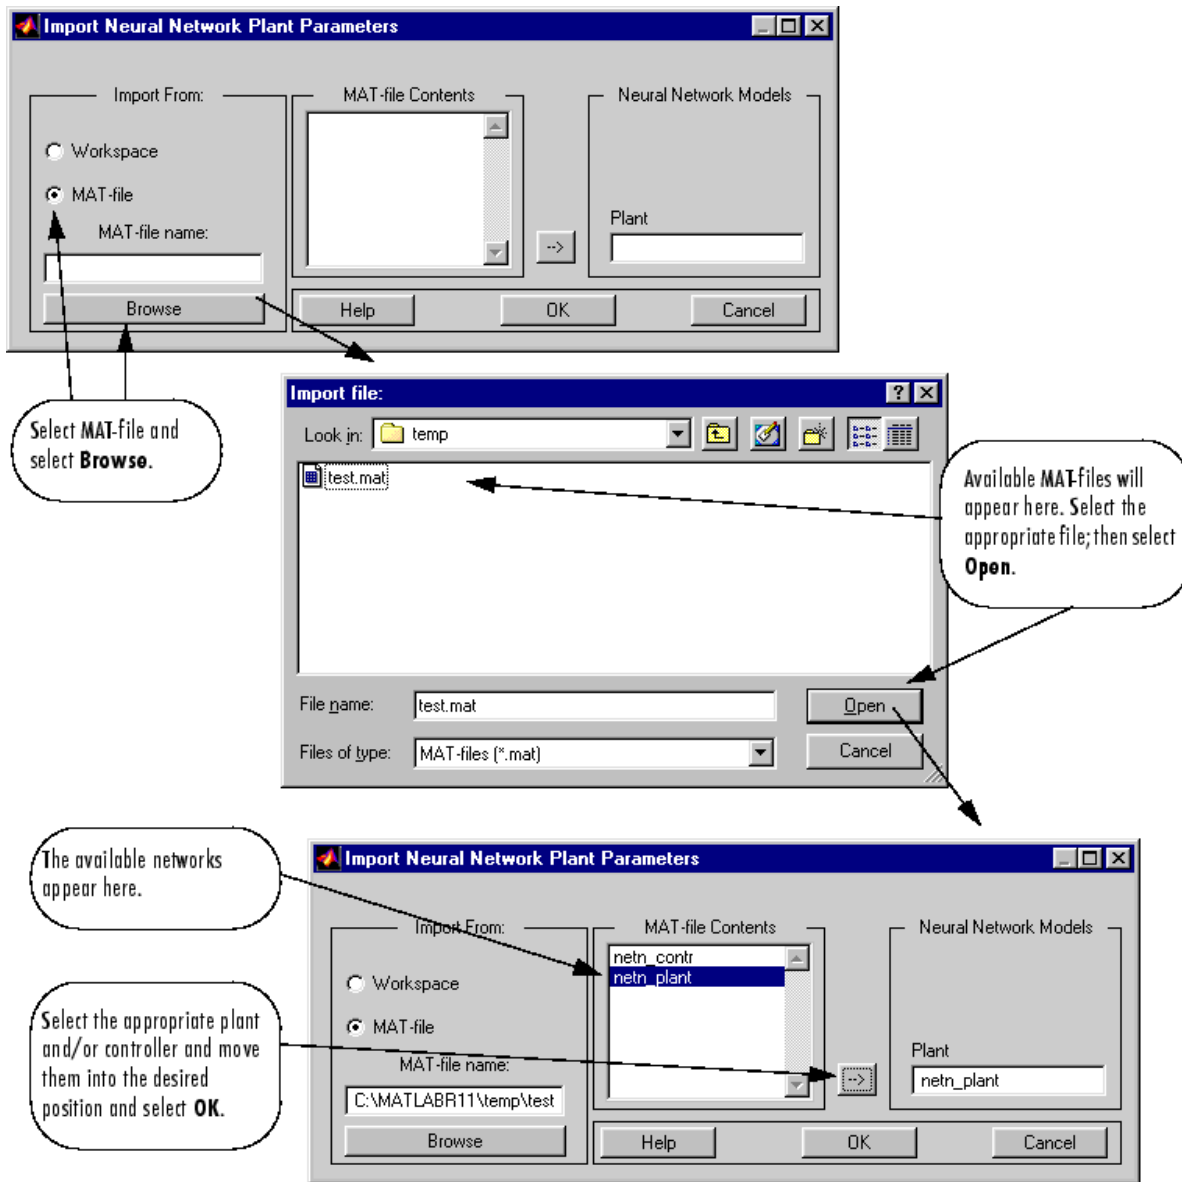 Import Neural Network Plant Parameters
Import From:
Workspace
MAT-file
MAT-file name:
Browse
MAT-file Contents
-->
Neural Network Models
Plant
Help
OK
Cancel
Select MAT-file and
select Browse.
Import file:
Look in:
temp
test.mat
File name:
test.mat
Open
Files of type:
MAT-files (*.mat)
Cancel
Available MAT-files will
appear here. Select the
appropriate file; then select
Open.
The available networks
appear here.
Select the appropriate plant
and/or controller and move
them into the desired
position and select OK.
Import Neural Network Plant Parameters
Import From:
Workspace
MAT-file
MAT-file name:
C:\MATLABR11\temp\test
Browse
MAT-file Contents
netn_contr
netn_plant
-->
Neural Network Models
Plant
netn_plant
Help
OK
Cancel